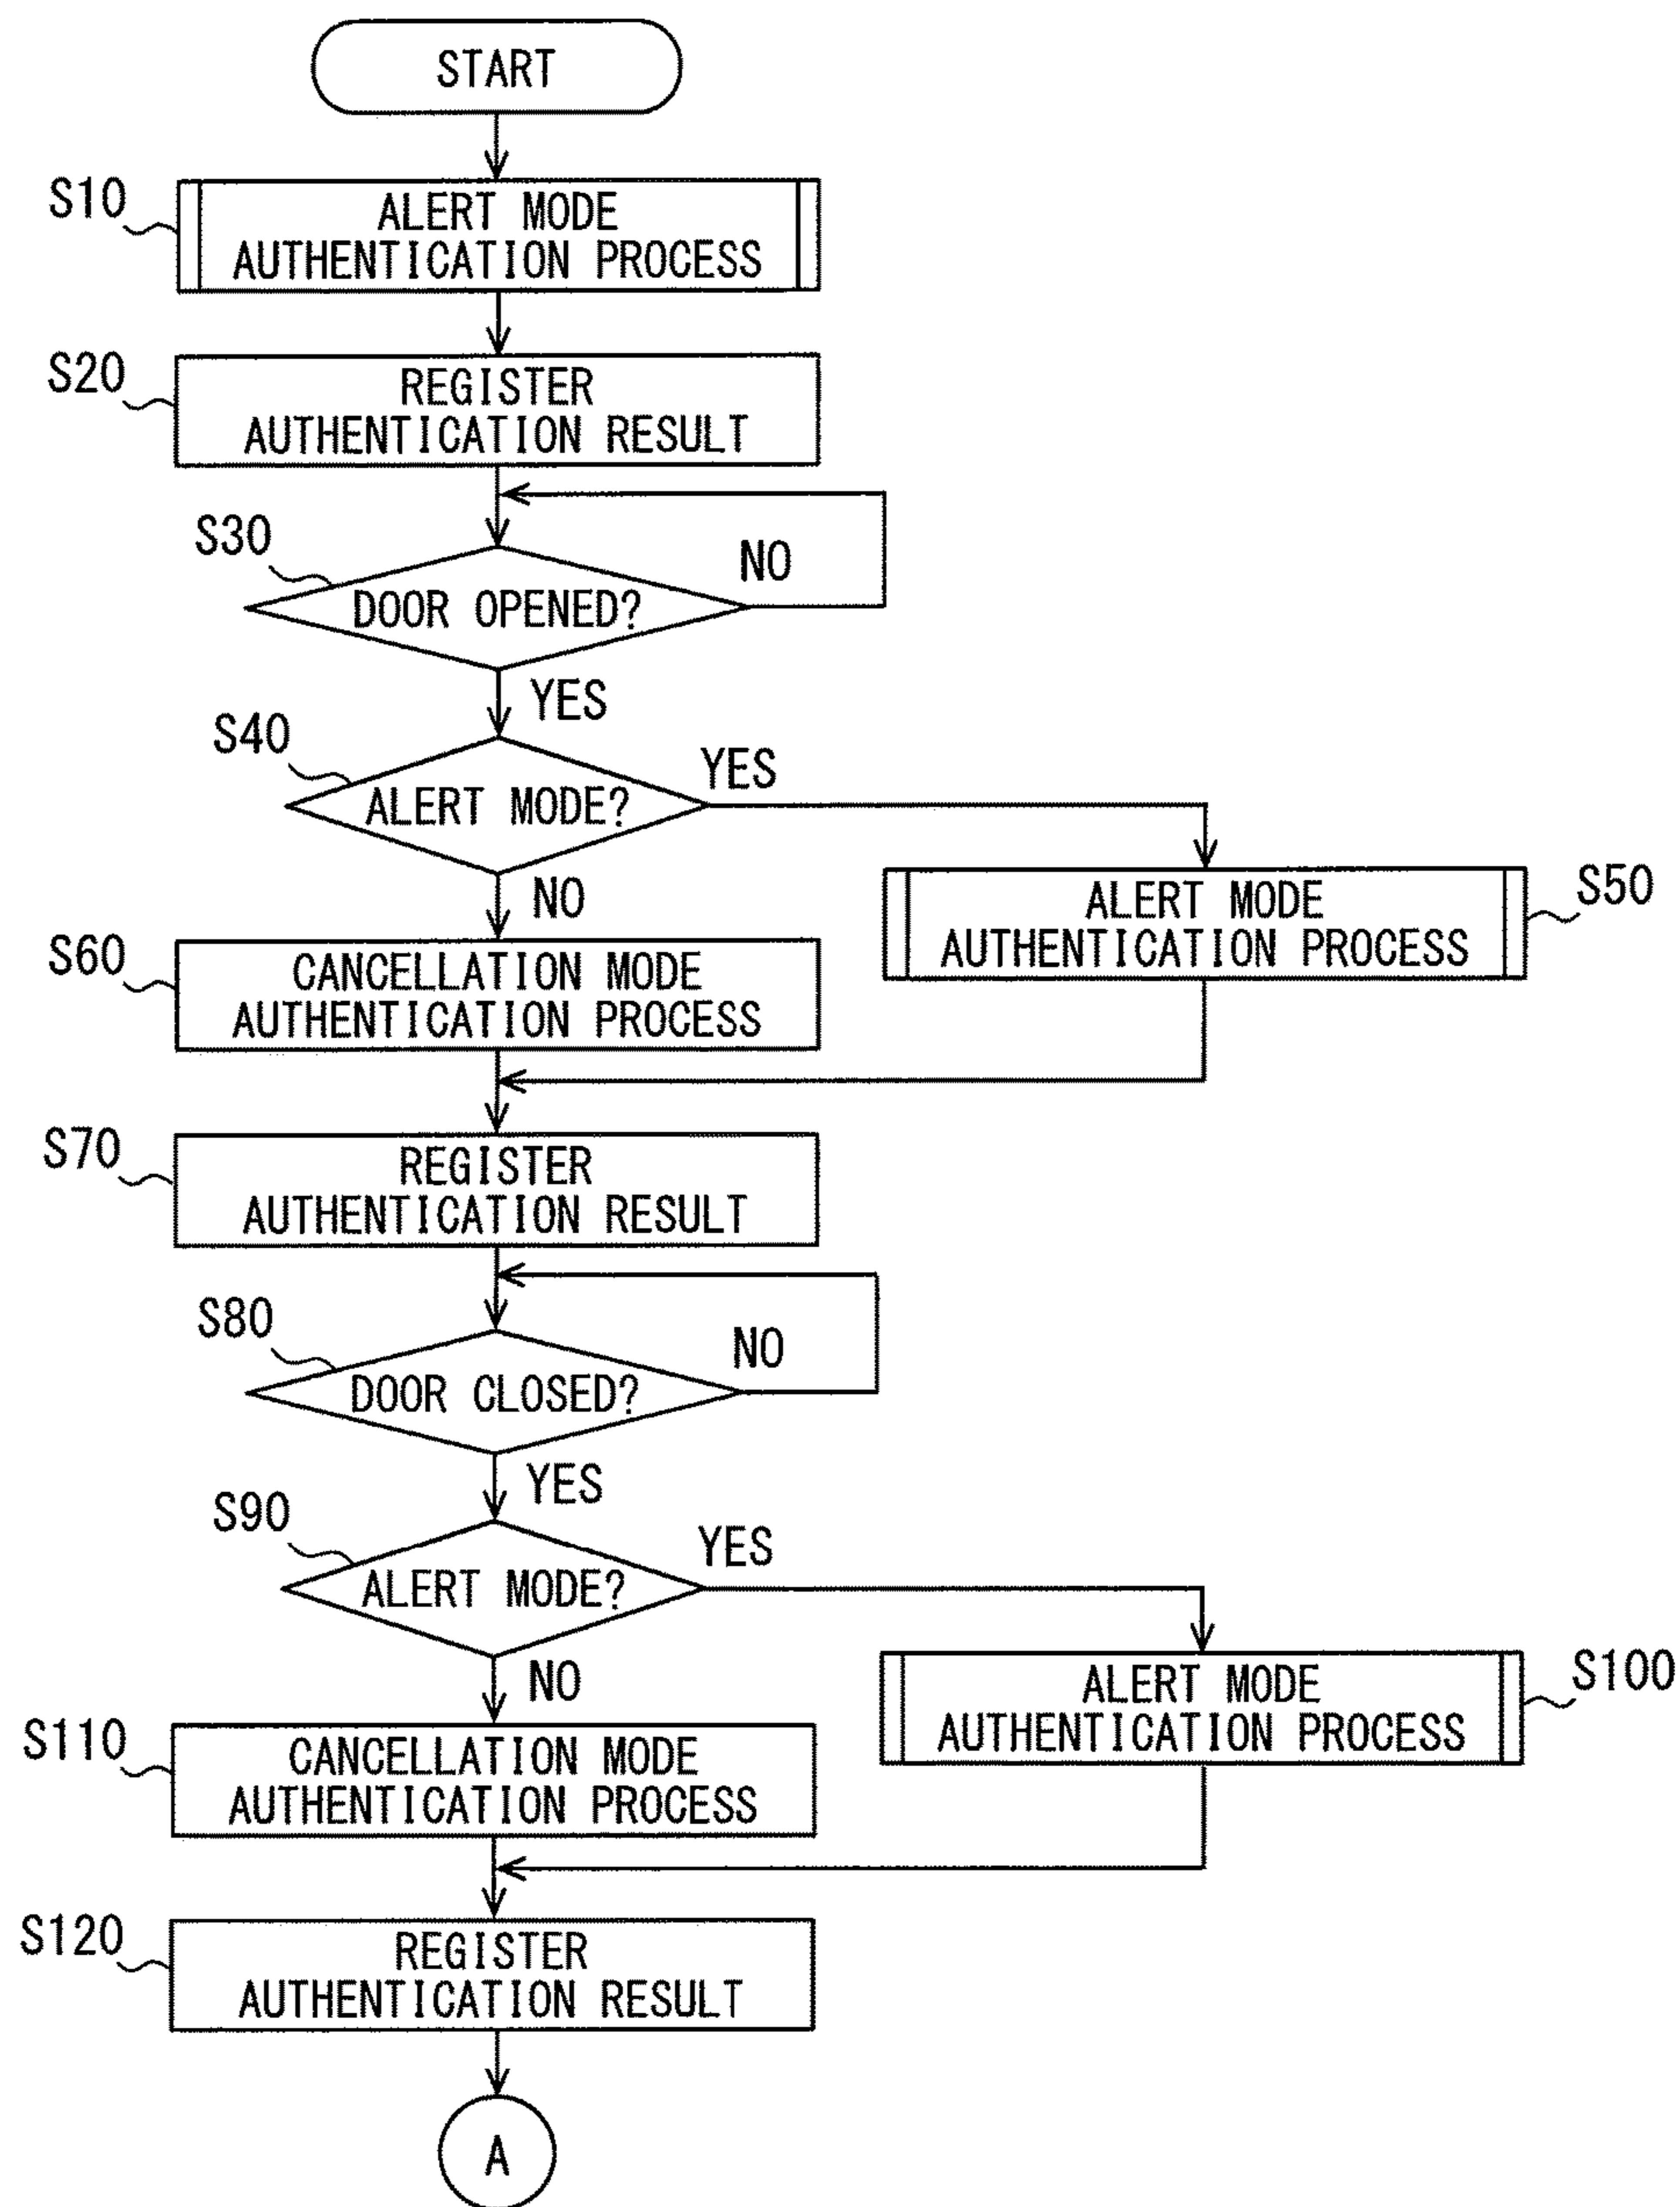 START
S10
ALERT MODE
AUTHENTICATION PROCESS
S20
REGISTER
AUTHENTICATION RESULT
S30
NO
DOOR OPENED?
YES
S40
YES
ALERT MODE?
NO
S50
ALERT MODE
AUTHENTICATION PROCESS
S60
CANCELLATION MODE
AUTHENTICATION PROCESS
S70
REGISTER
AUTHENTICATION RESULT
S80
NO
DOOR CLOSED?
YES
S90
YES
ALERT MODE?
NO
S100
ALERT MODE
AUTHENTICATION PROCESS
S110
CANCELLATION MODE
AUTHENTICATION PROCESS
S120
REGISTER
AUTHENTICATION RESULT
A